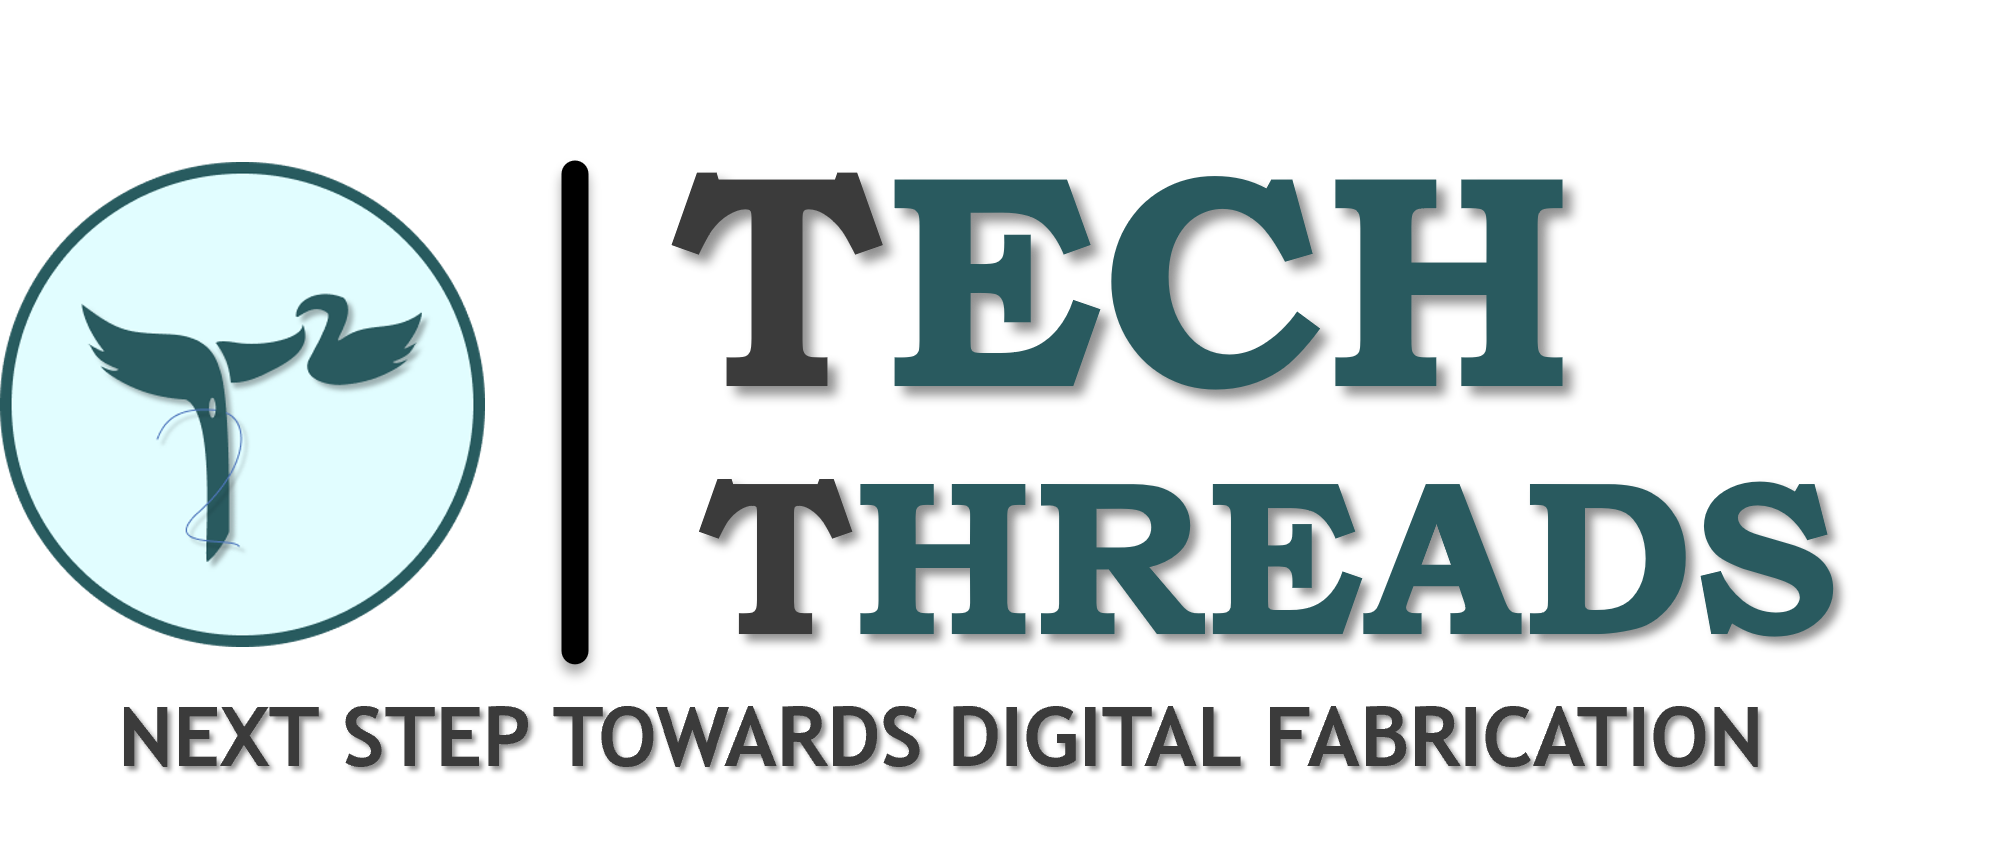 TECH
THREADS
NEXT STEP TOWARDS DIGITAL FABRICATION